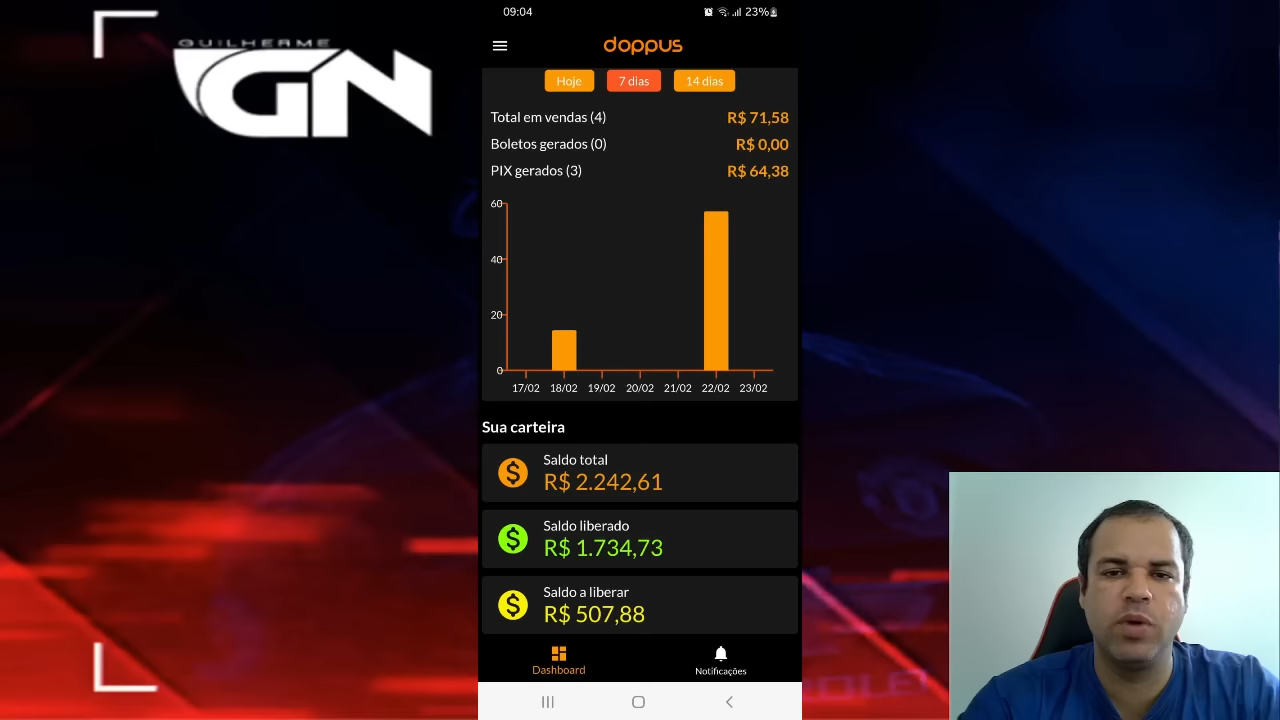 GUILHERME
GN
09:04
23%
doppus
Hoje
7 dias
14 dias
Total em vendas (4)
R$ 71,58
Boletos gerados (0)
R$ 0,00
PIX gerados (3)
R$ 64,38
60
40
20
0
17/02
18/02
19/02
20/02
21/02
22/02
23/02
Sua carteira
Saldo total
R$ 2.242,61
Saldo liberado
R$ 1.734,73
Saldo a liberar
R$ 507,88
Dashboard
Notificações